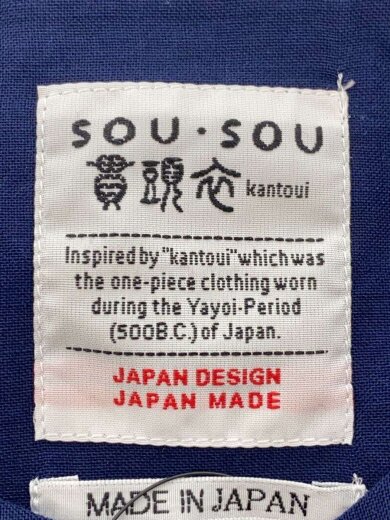 SOU・SOU
貫頭衣 kantoui
Inspired by "kantoui" which was
the one-piece clothing worn
during the Yayoi-Period
(500B.C.) of Japan.
JAPAN DESIGN
JAPAN MADE
MADE IN JAPAN